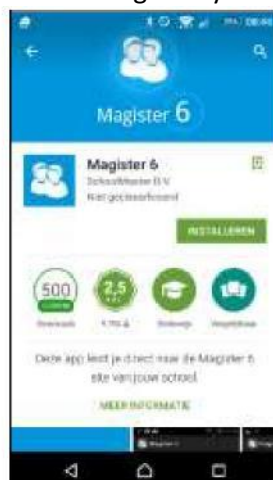 Magister 6
Magister 6
SchoolMaster B.V.
Niet geclassificeerd
INSTALLEREN
500
2,5
Downloads
Onderwijs
Vergelijkbaar
Deze app leidt je direct naar de Magister 6
site van jouw school.
MEER INFORMATIE